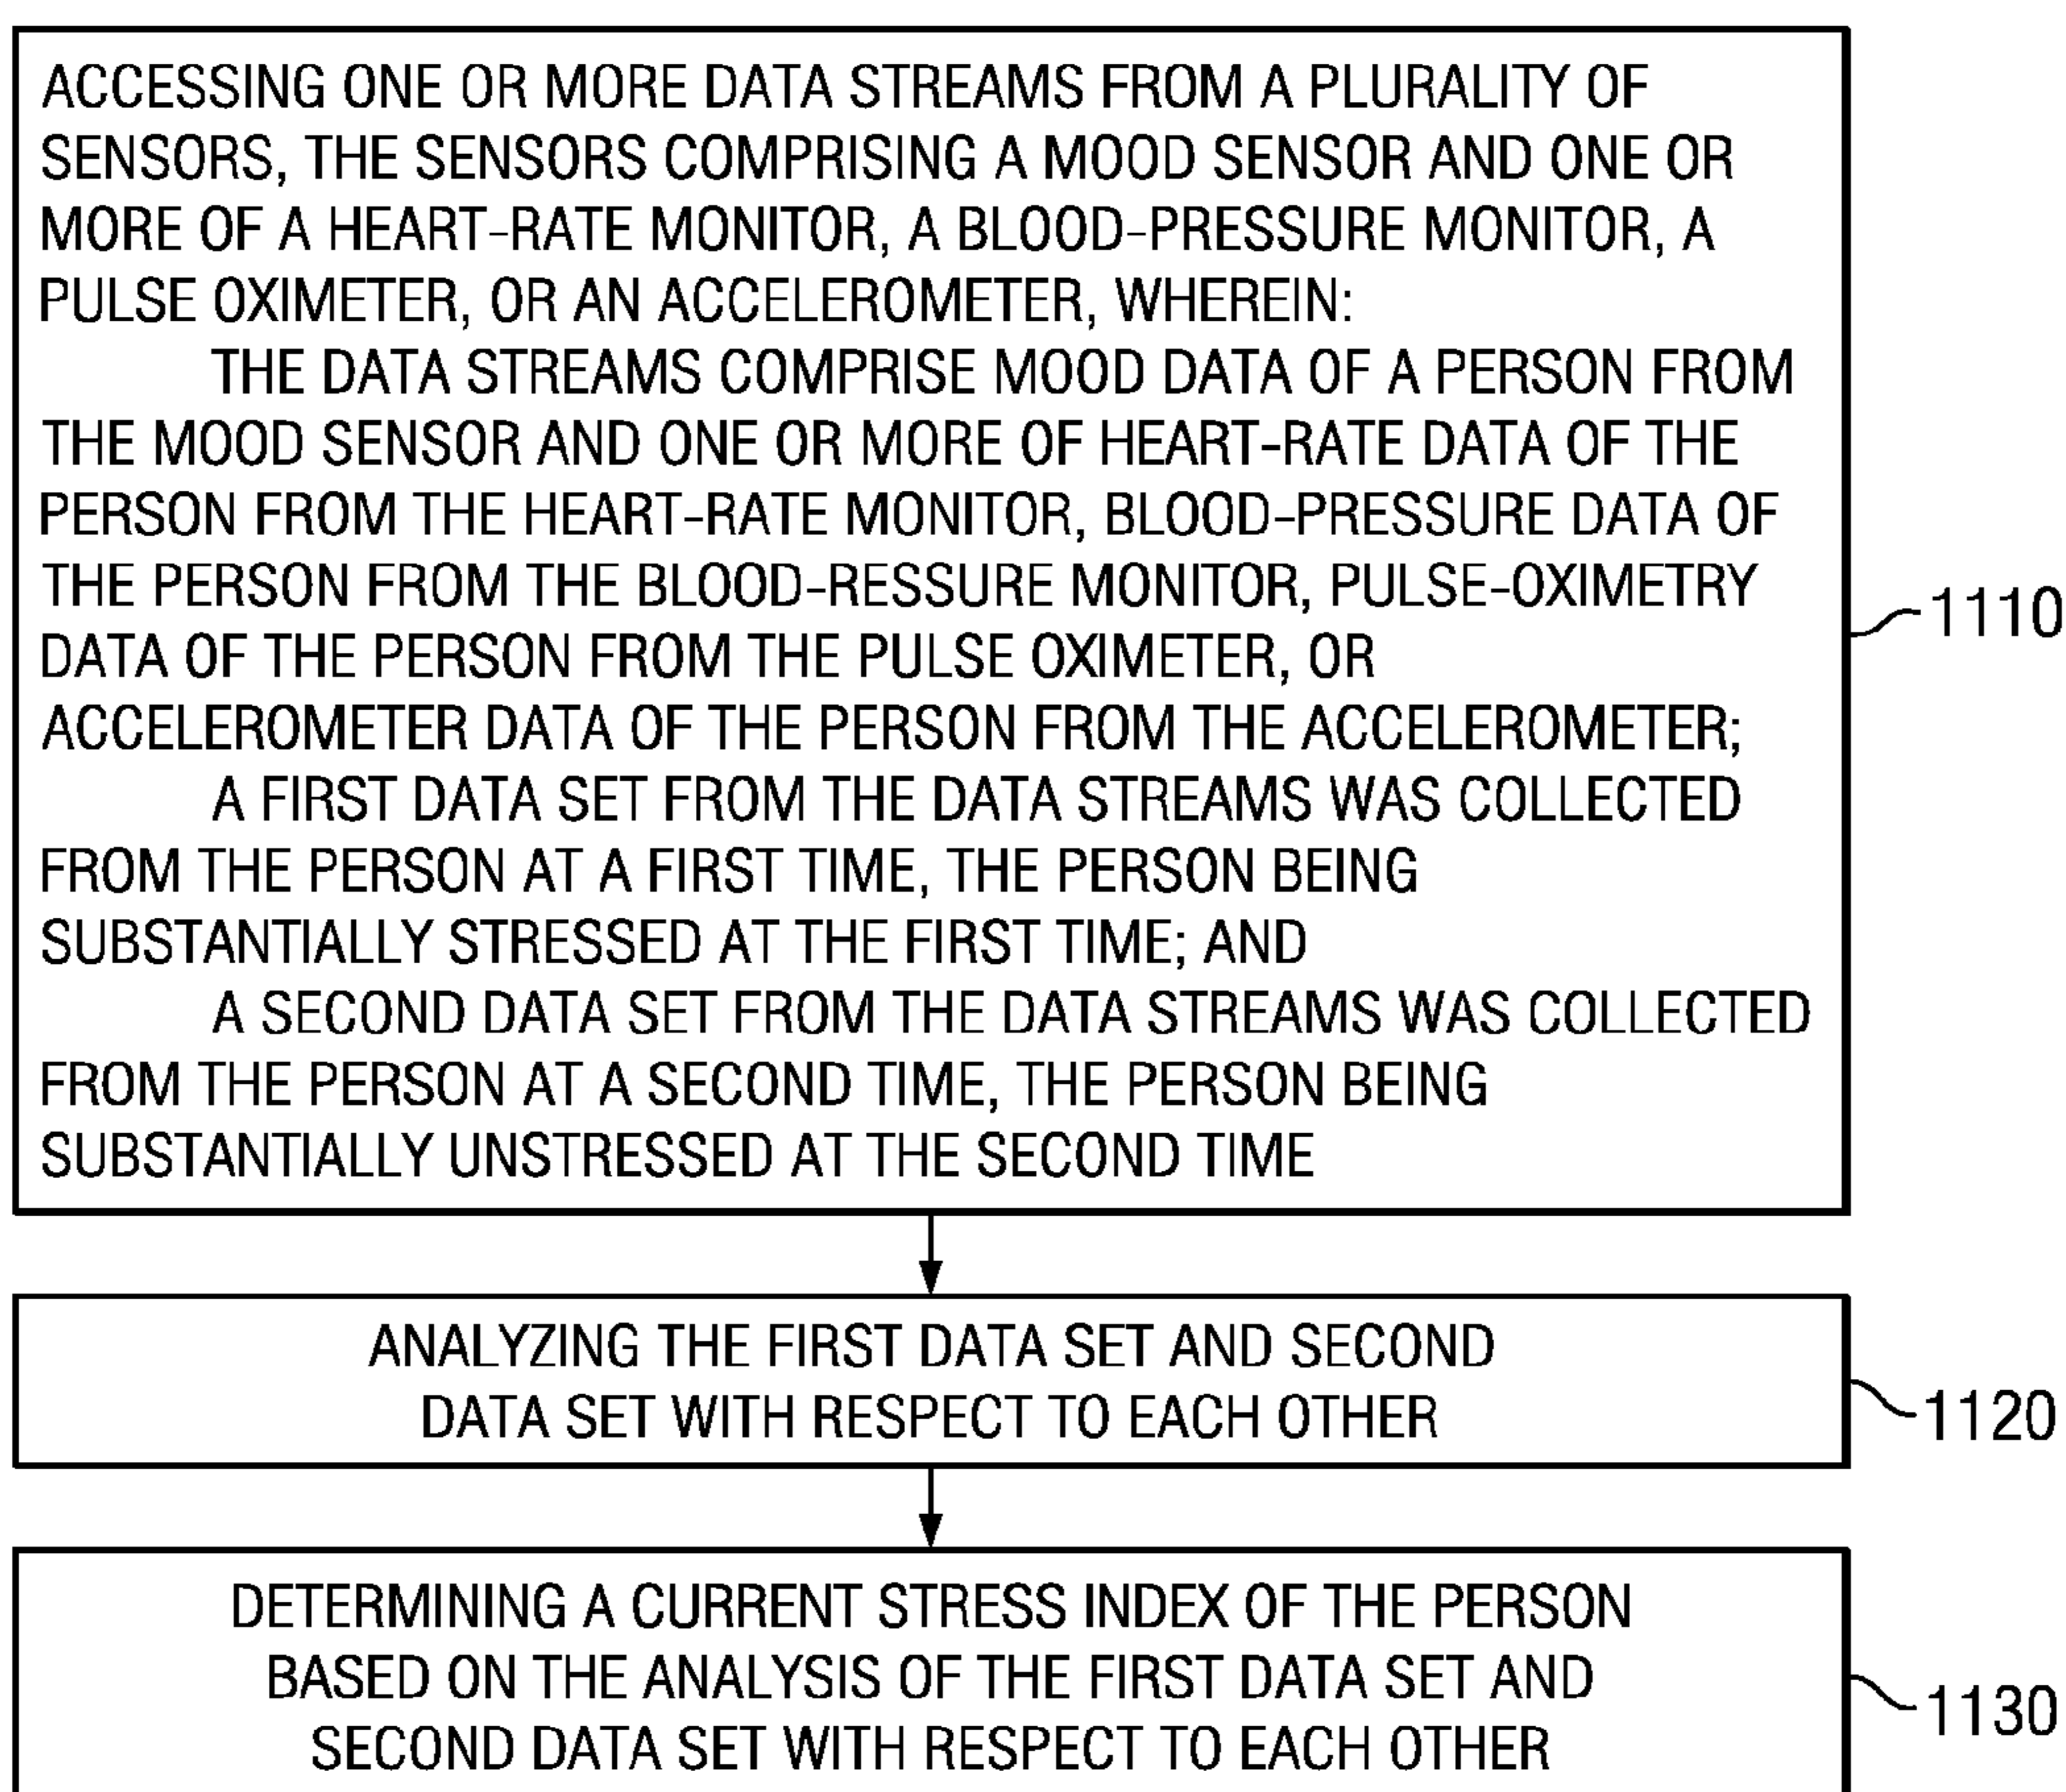 ACCESSING ONE OR MORE DATA STREAMS FROM A PLURALITY OF
SENSORS, THE SENSORS COMPRISING A MOOD SENSOR AND ONE OR
MORE OF A HEART-RATE MONITOR, A BLOOD-PRESSURE MONITOR, A
PULSE OXIMETER, OR AN ACCELEROMETER, WHEREIN:
THE DATA STREAMS COMPRISE MOOD DATA OF A PERSON FROM
THE MOOD SENSOR AND ONE OR MORE OF HEART-RATE DATA OF THE
PERSON FROM THE HEART-RATE MONITOR, BLOOD-PRESSURE DATA OF
THE PERSON FROM THE BLOOD-RESSURE MONITOR, PULSE-OXIMETRY
DATA OF THE PERSON FROM THE PULSE OXIMETER, OR
ACCELEROMETER DATA OF THE PERSON FROM THE ACCELEROMETER;
A FIRST DATA SET FROM THE DATA STREAMS WAS COLLECTED
FROM THE PERSON AT A FIRST TIME, THE PERSON BEING
SUBSTANTIALLY STRESSED AT THE FIRST TIME; AND
A SECOND DATA SET FROM THE DATA STREAMS WAS COLLECTED
FROM THE PERSON AT A SECOND TIME, THE PERSON BEING
SUBSTANTIALLY UNSTRESSED AT THE SECOND TIME
1110
ANALYZING THE FIRST DATA SET AND SECOND
DATA SET WITH RESPECT TO EACH OTHER
1120
DETERMINING A CURRENT STRESS INDEX OF THE PERSON
BASED ON THE ANALYSIS OF THE FIRST DATA SET AND
SECOND DATA SET WITH RESPECT TO EACH OTHER
1130